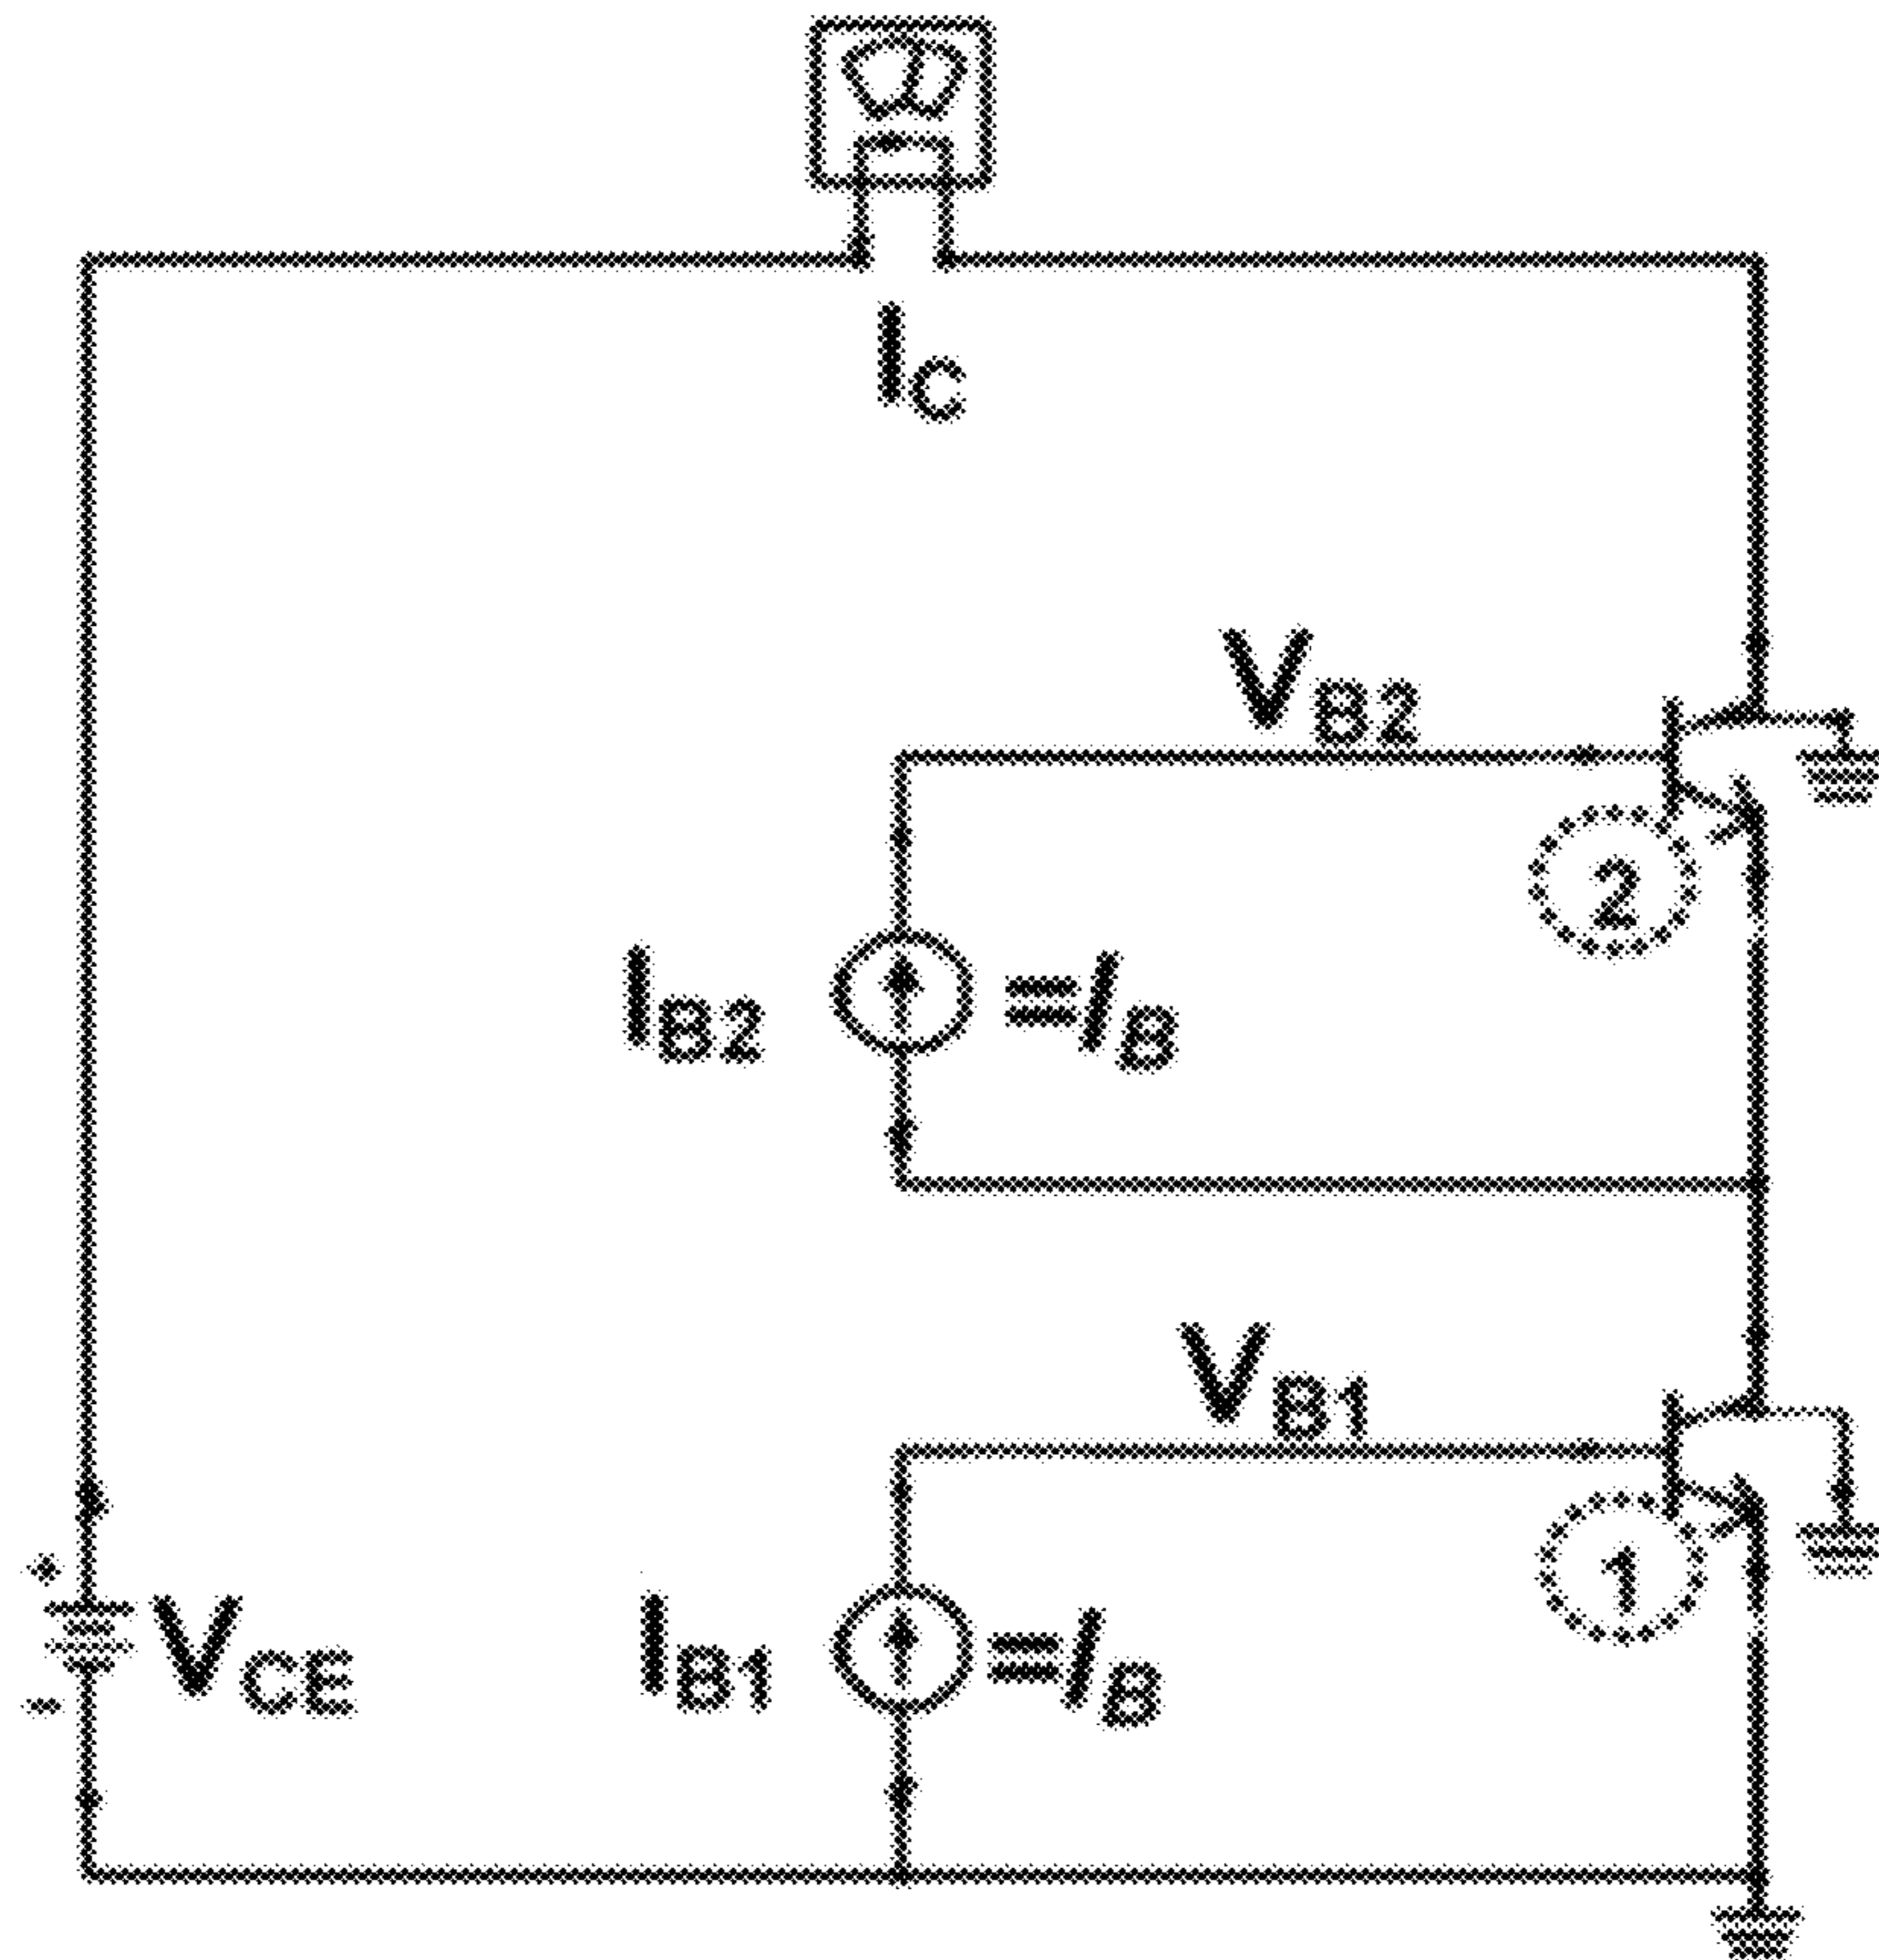 I_C
V_B2
2
I_B2 =I_B
V_B1
1
+
V_CE
I_B1 =I_B
-